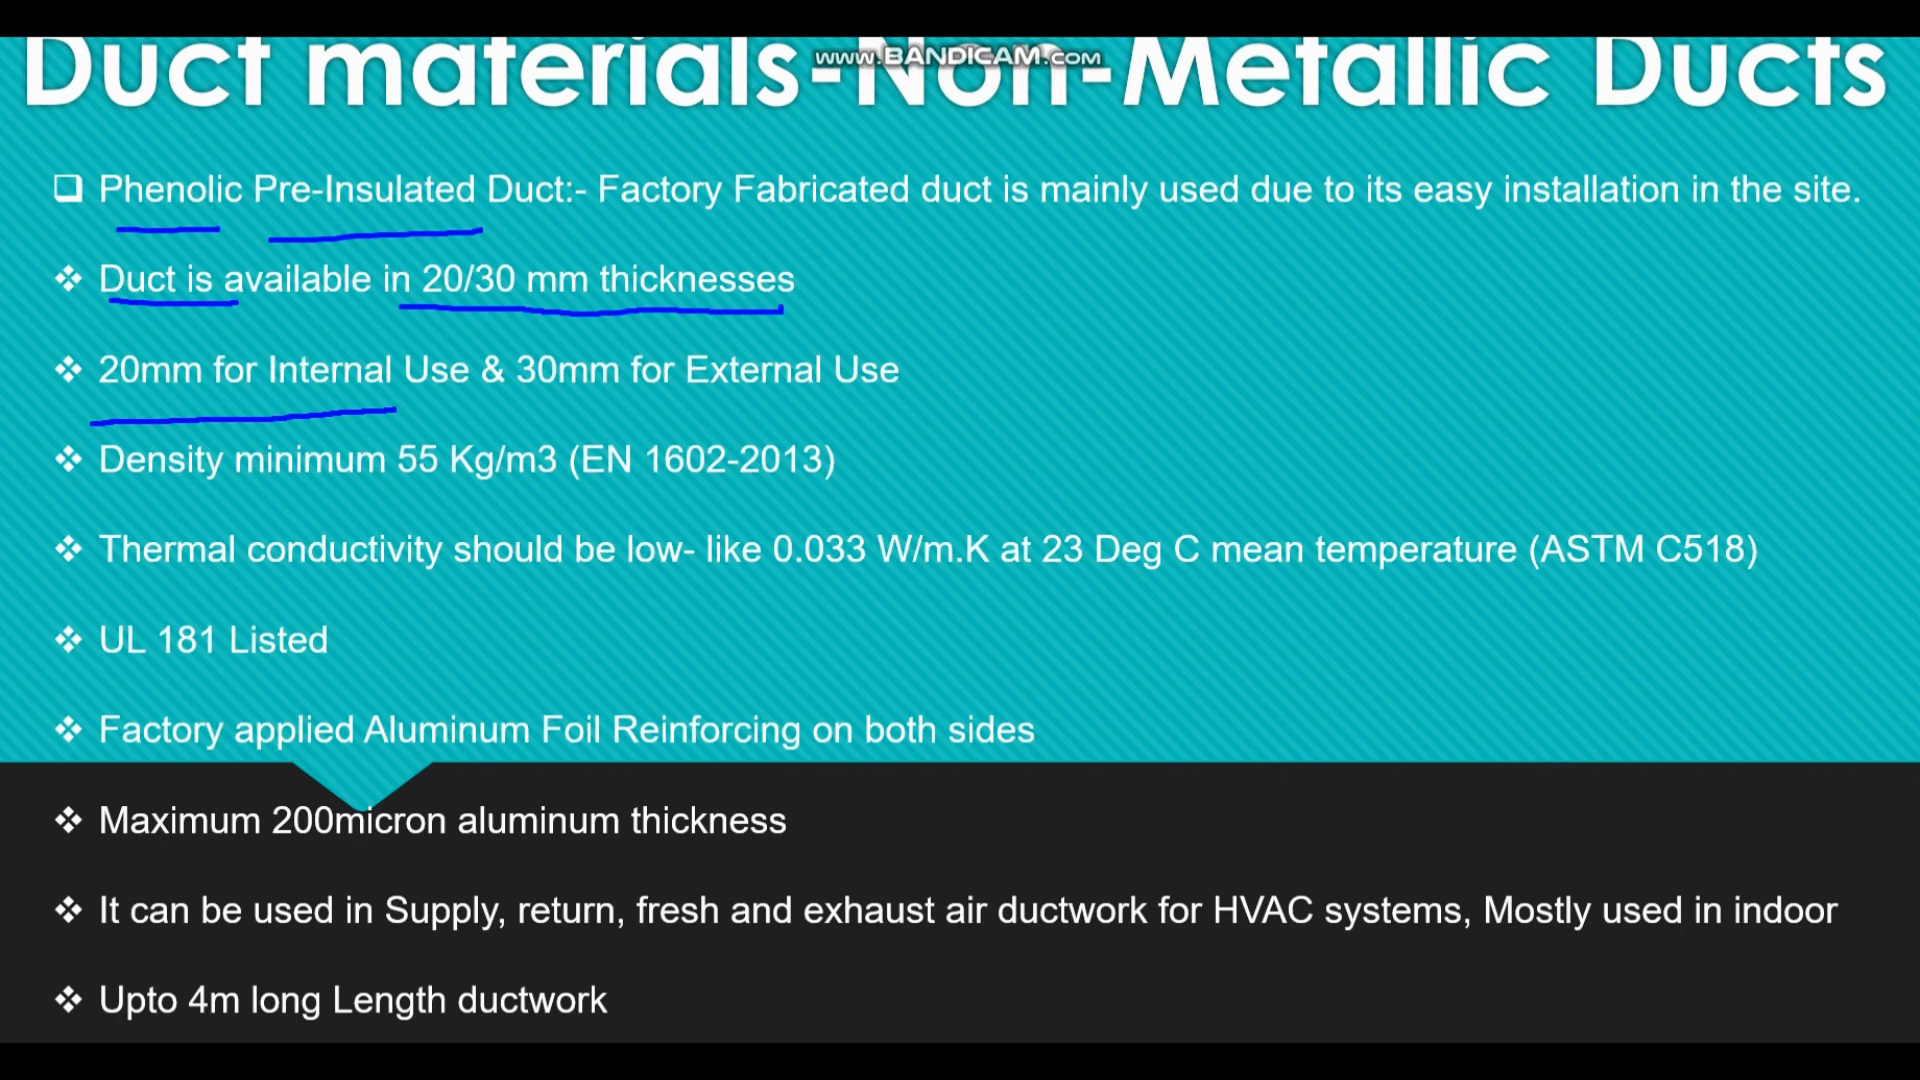 Duct materials-Non-Metallic Ducts
www.BANDICAM.com
❑ Phenolic Pre-Insulated Duct:- Factory Fabricated duct is mainly used due to its easy installation in the site.
❖ Duct is available in 20/30 mm thicknesses
❖ 20mm for Internal Use & 30mm for External Use
❖ Density minimum 55 Kg/m3 (EN 1602-2013)
❖ Thermal conductivity should be low- like 0.033 W/m.K at 23 Deg C mean temperature (ASTM C518)
❖ UL 181 Listed
❖ Factory applied Aluminum Foil Reinforcing on both sides
❖ Maximum 200micron aluminum thickness
❖ It can be used in Supply, return, fresh and exhaust air ductwork for HVAC systems, Mostly used in indoor
❖ Upto 4m long Length ductwork